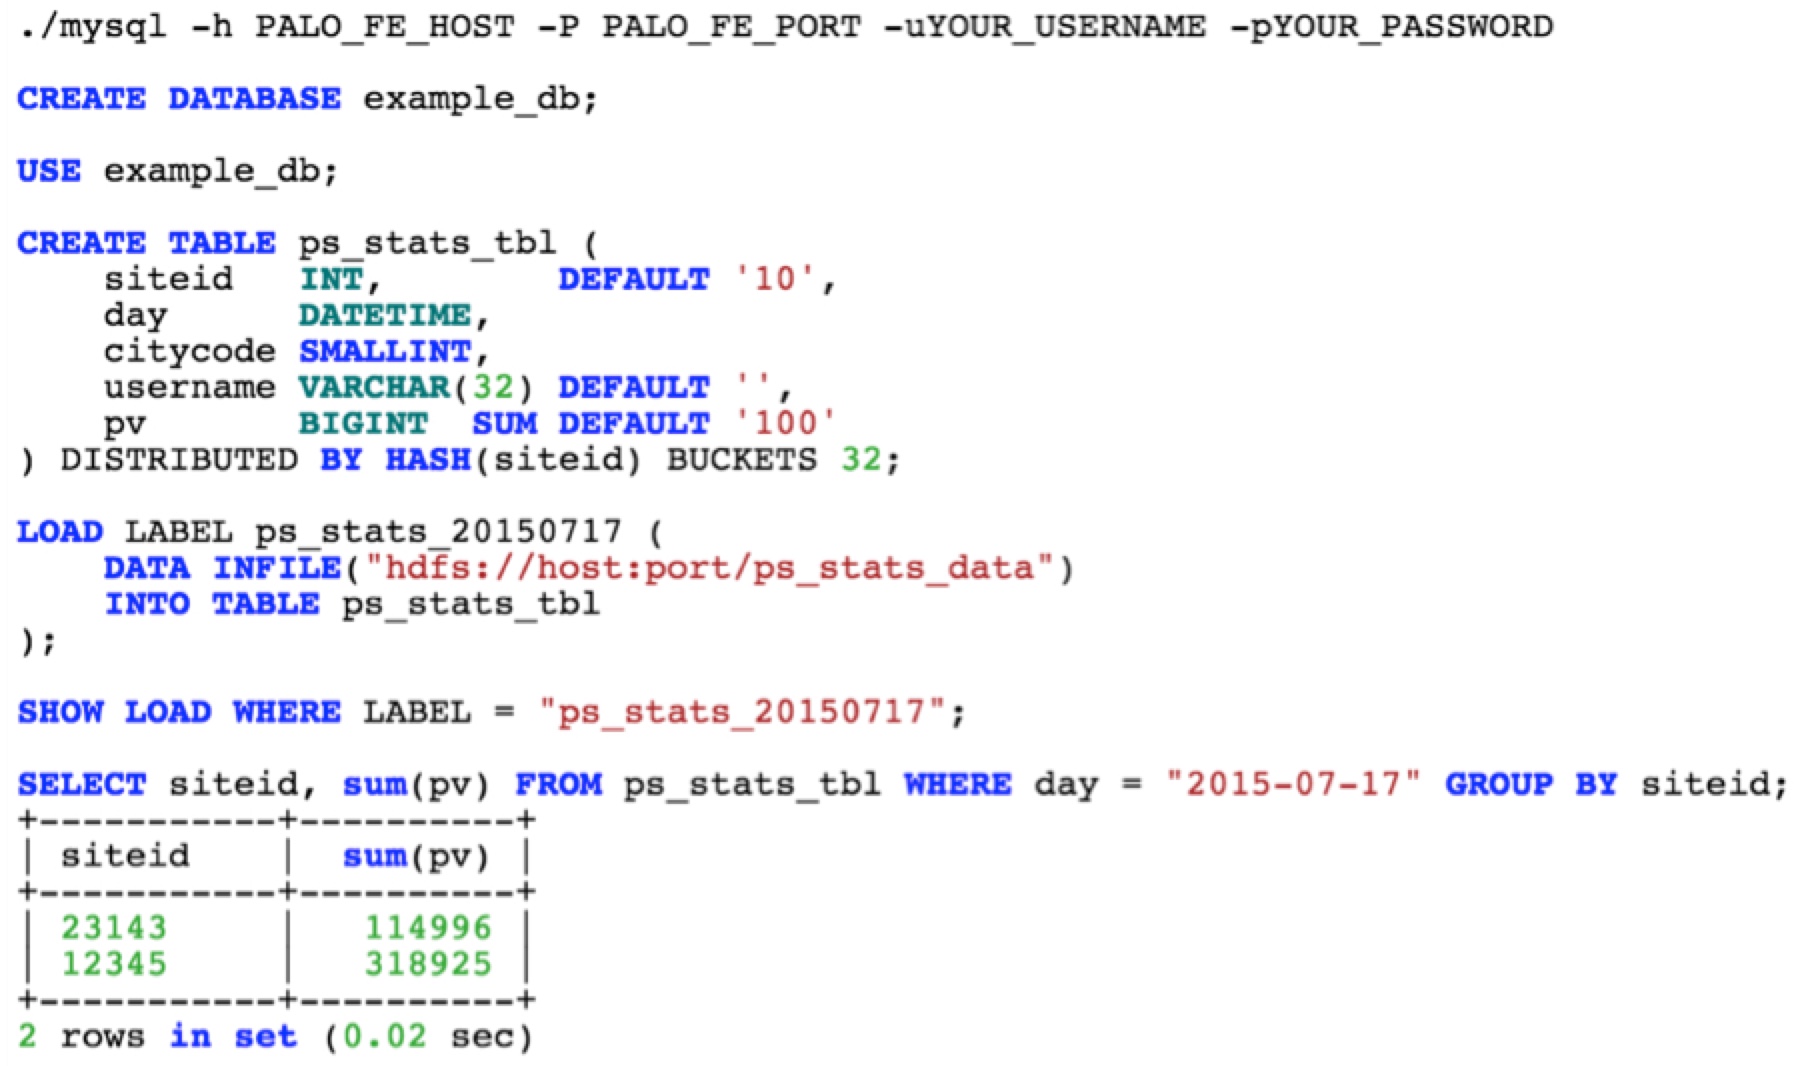 ./mysql -h PALO_FE_HOST -P PALO_FE_PORT -uYOUR_USERNAME -pYOUR_PASSWORD
CREATE DATABASE example_db;
USE example_db;
CREATE TABLE ps_stats_tbl (
    siteid   INT,        DEFAULT '10',
    day      DATETIME,
    citycode SMALLINT,
    username VARCHAR(32) DEFAULT '',
    pv       BIGINT  SUM DEFAULT '100'
) DISTRIBUTED BY HASH(siteid) BUCKETS 32;
LOAD LABEL ps_stats_20150717 (
    DATA INFILE("hdfs://host:port/ps_stats_data")
    INTO TABLE ps_stats_tbl
);
SHOW LOAD WHERE LABEL = "ps_stats_20150717";
SELECT siteid, sum(pv) FROM ps_stats_tbl WHERE day = "2015-07-17" GROUP BY siteid;
+-----------+----------+
| siteid    |  sum(pv) |
+-----------+----------+
| 23143     |   114996 |
| 12345     |   318925 |
+-----------+----------+
2 rows in set (0.02 sec)